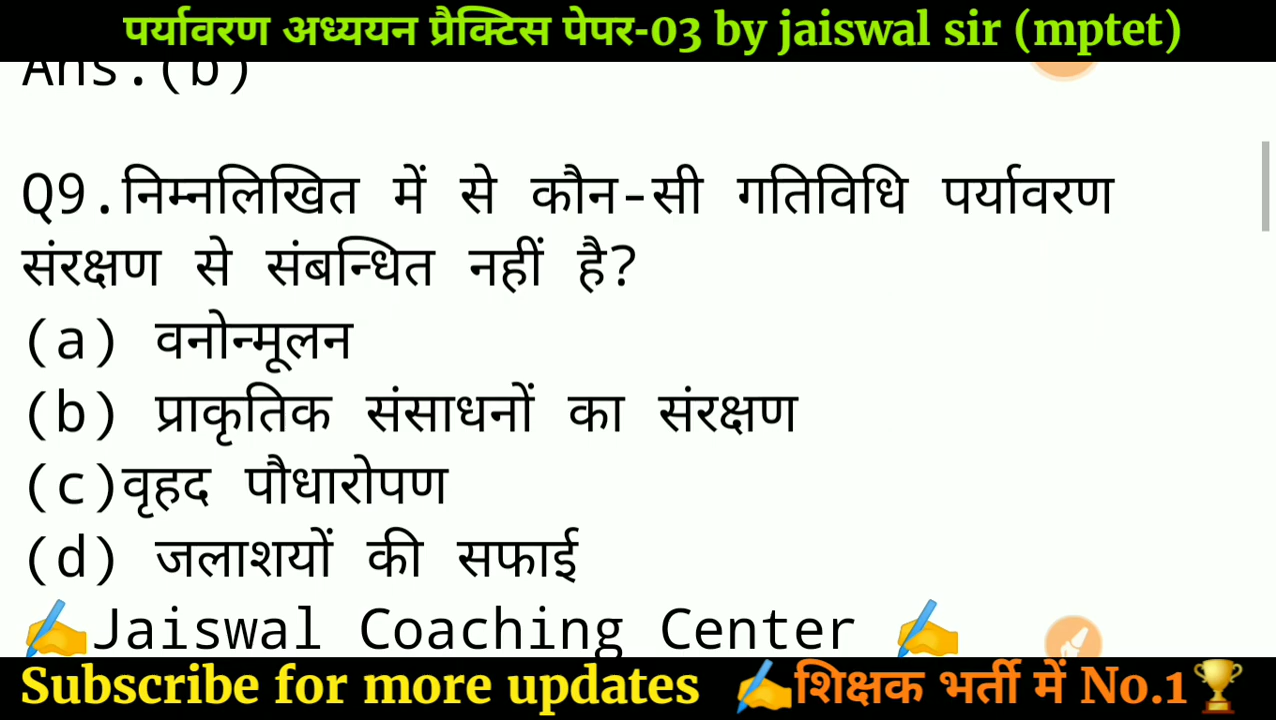 पर्यावरण अध्ययन प्रैक्टिस पेपर-03 by jaiswal sir (mptet)
Ans.(b)
Q9.निम्नलिखित में से कौन-सी गतिविधि पर्यावरण
संरक्षण से संबन्धित नहीं है?
(a) वनोन्मूलन
(b) प्राकृतिक संसाधनों का संरक्षण
(c)वृहद पौधारोपण
(d) जलाशयों की सफाई
✍️Jaiswal Coaching Center ✍️
Subscribe for more updates ✍️शिक्षक भर्ती में No.1🏆